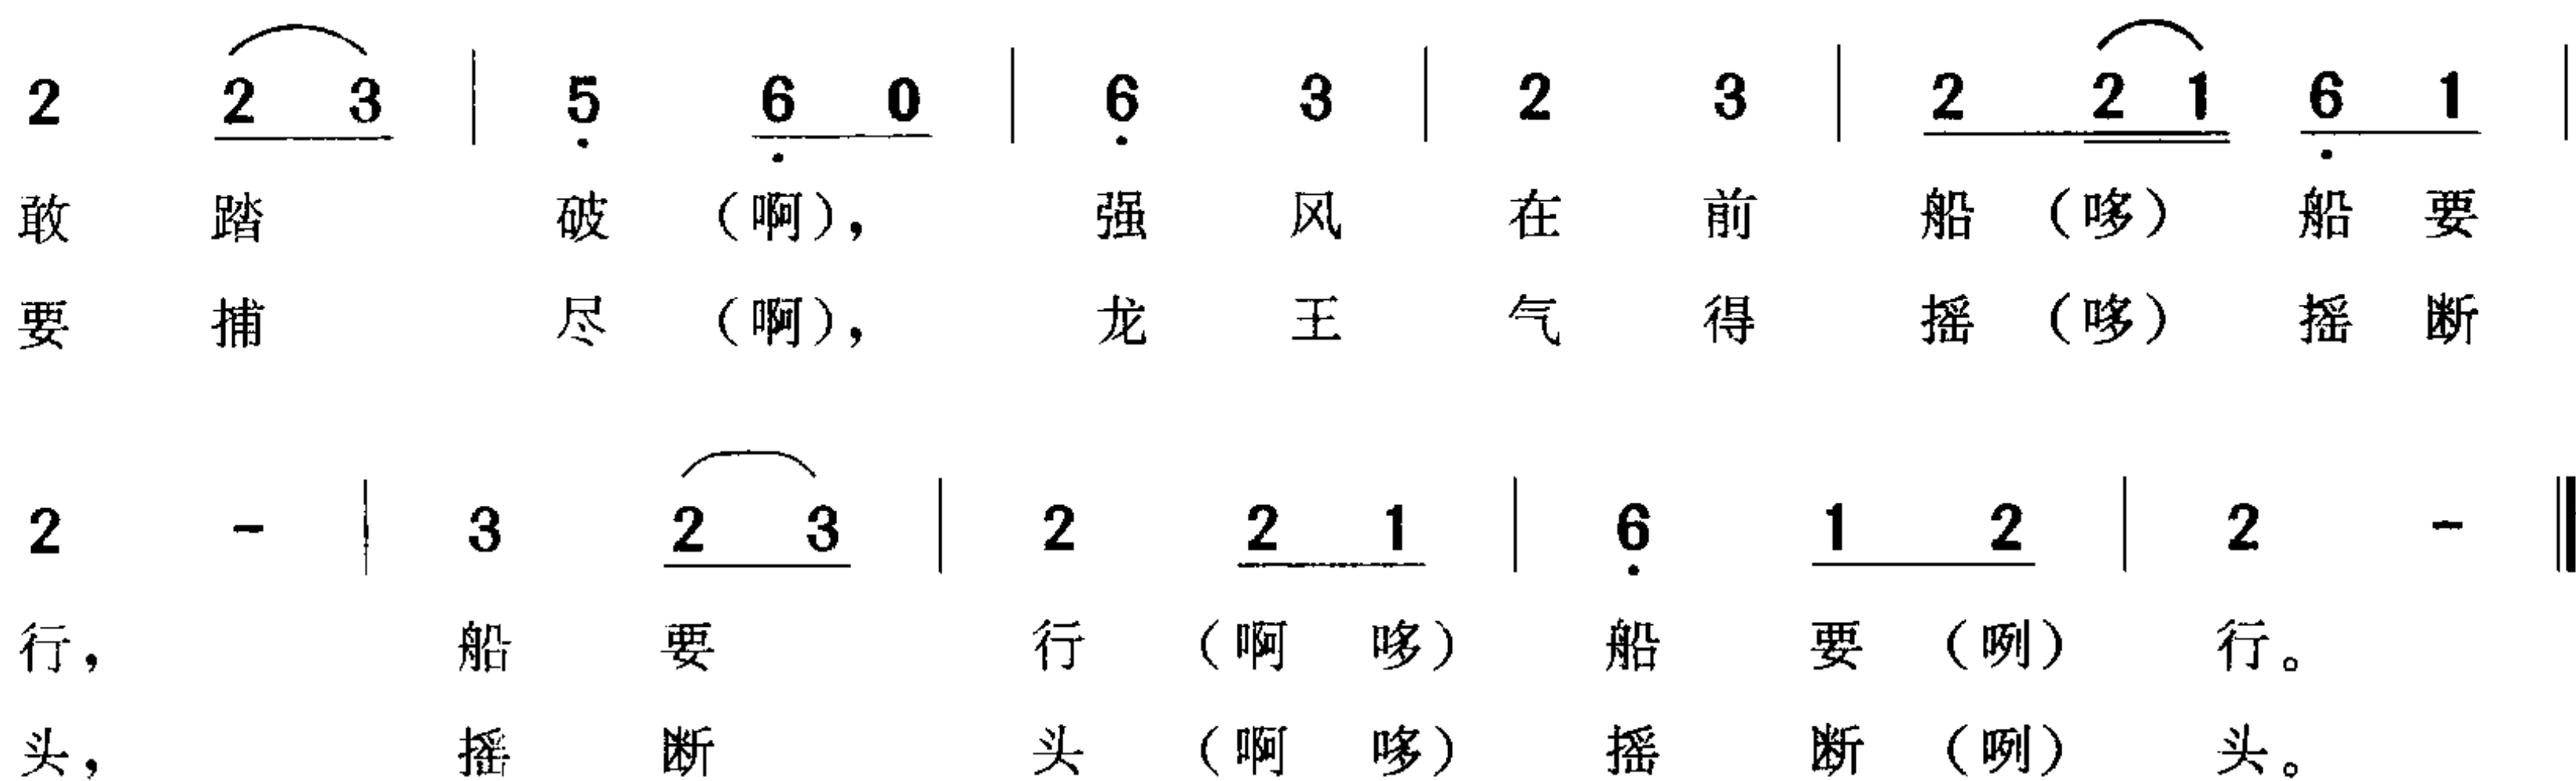 2 2 3 | 5 6 0 | 6 3 | 2 3 | 2 2 1 6 1 |
敢 踏 破 (啊), 强 风 在 前 船 (哆) 船 要
要 捕 尽 (啊), 龙 王 气 得 摇 (哆) 摇 断
2 - | 3 2 3 | 2 2 1 | 6 1 2 | 2 - ‖
行, 船 要 行 (啊 哆) 船 要 (咧) 行。
头, 摇 断 头 (啊 哆) 摇 断 (咧) 头。